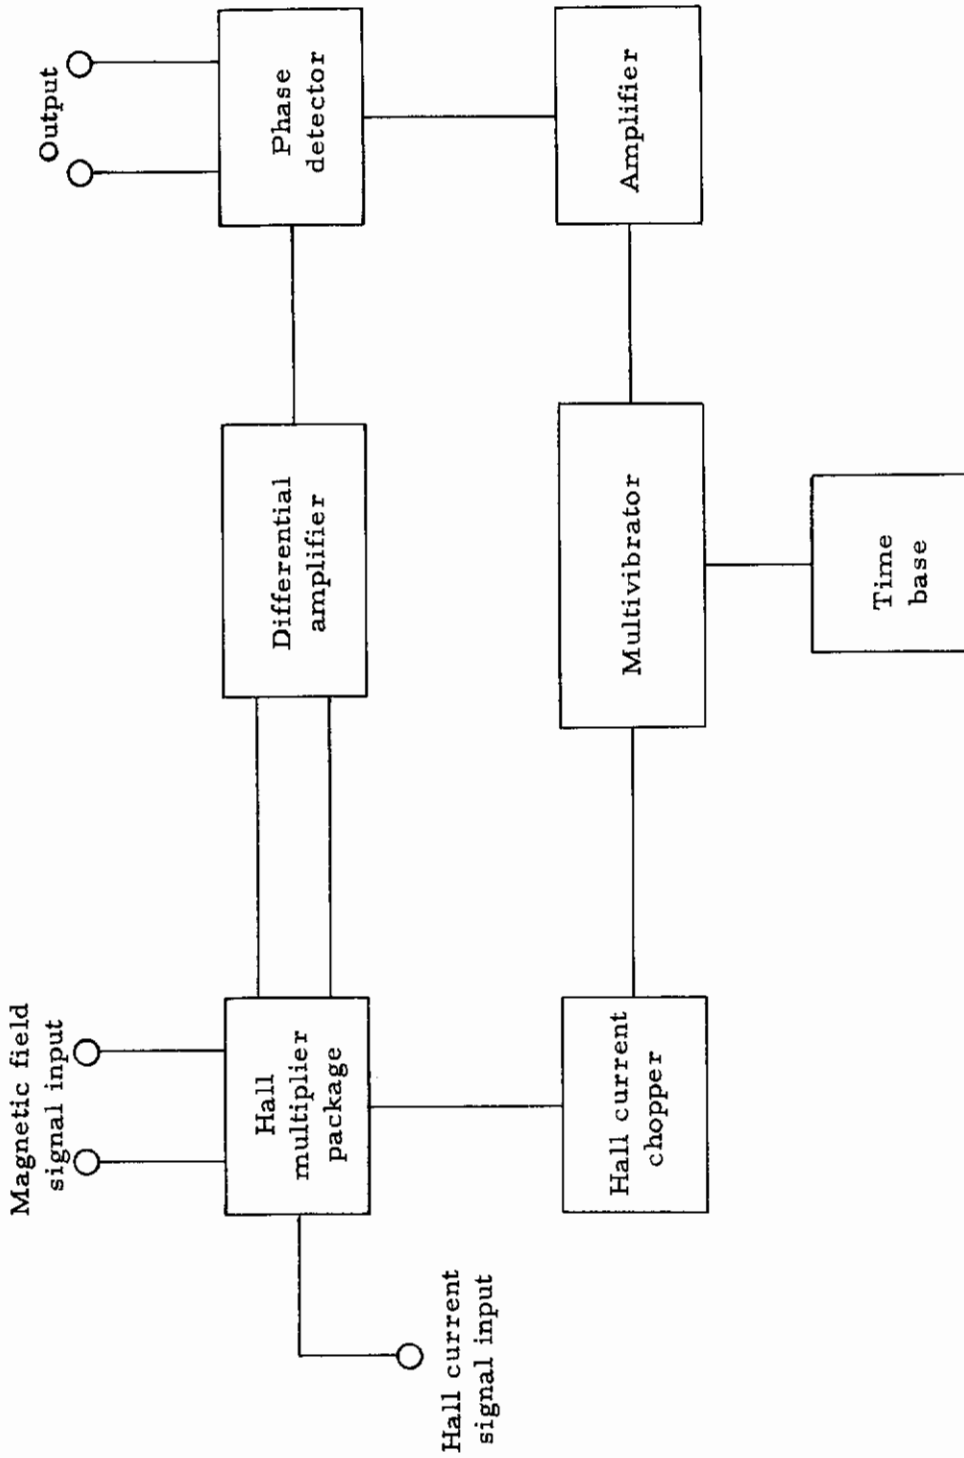 Magnetic field
signal input
Output
Hall
multiplier
package
Differential
amplifier
Phase
detector
Hall current
signal input
Hall current
chopper
Multivibrator
Amplifier
Time
base